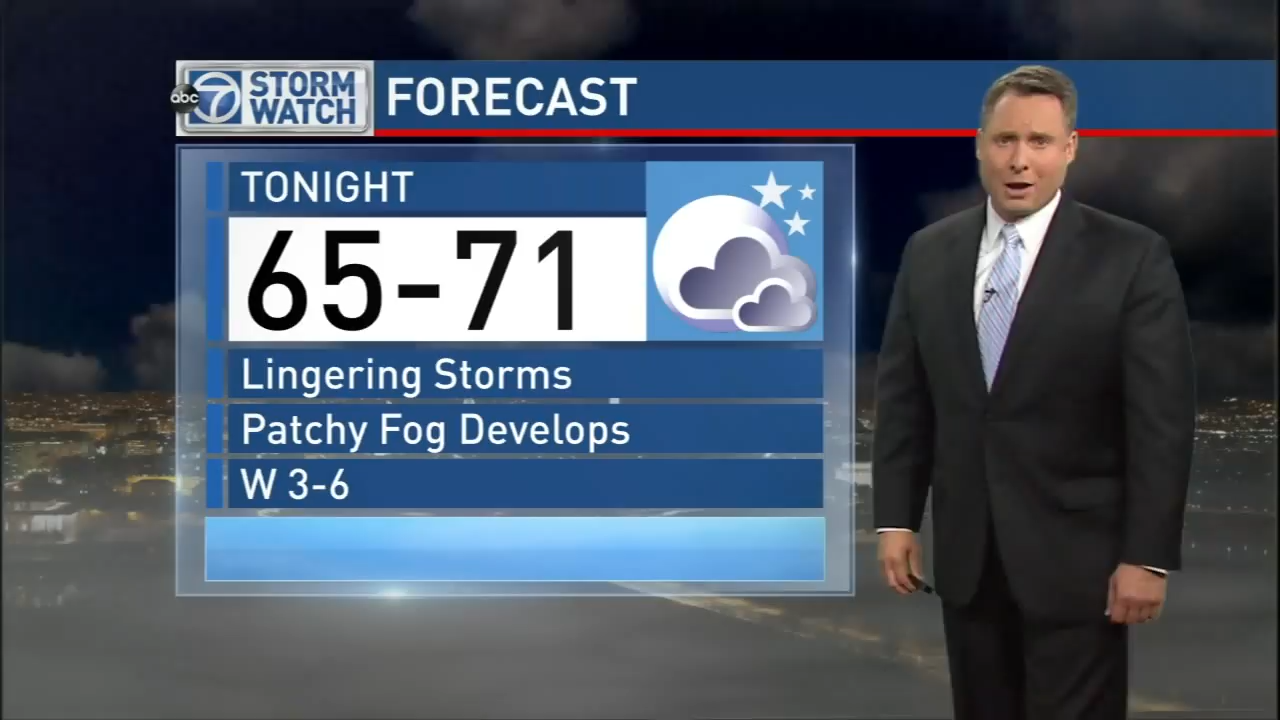 abc 7 STORM
WATCH
FORECAST
TONIGHT
65-71
Lingering Storms
Patchy Fog Develops
W 3-6